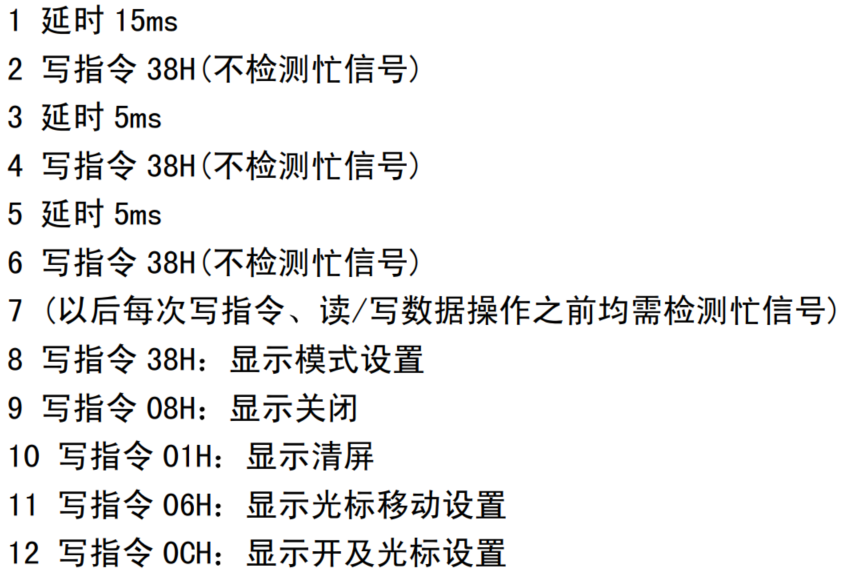 1 延时 15ms
2 写指令 38H(不检测忙信号)
3 延时 5ms
4 写指令 38H(不检测忙信号)
5 延时 5ms
6 写指令 38H(不检测忙信号)
7 (以后每次写指令、读/写数据操作之前均需检测忙信号)
8 写指令 38H：显示模式设置
9 写指令 08H：显示关闭
10 写指令 01H：显示清屏
11 写指令 06H：显示光标移动设置
12 写指令 0CH：显示开及光标设置